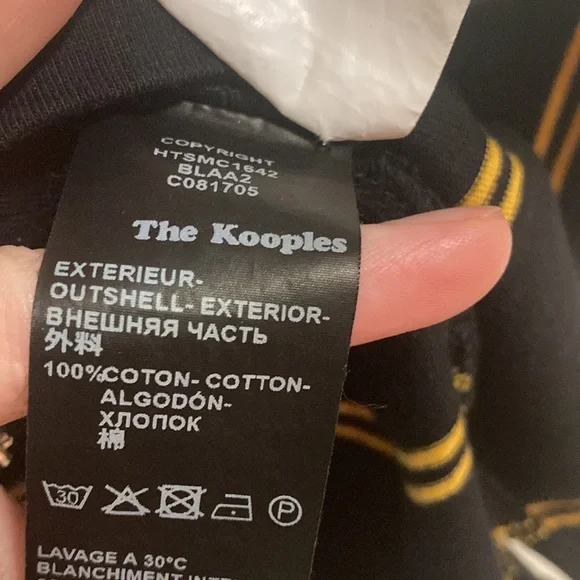 COPYRIGHT
HTSMC1642
BLAA2
C081705
The Kooples
EXTERIEUR-
OUTSHELL- EXTERIOR-
ВНЕШНЯЯ ЧАСТЬ
外料
100%COTON- COTTON-
ALGODÓN-
ХЛОПОК
棉
30 P
LAVAGE A 30°C
BLANCHIMENT